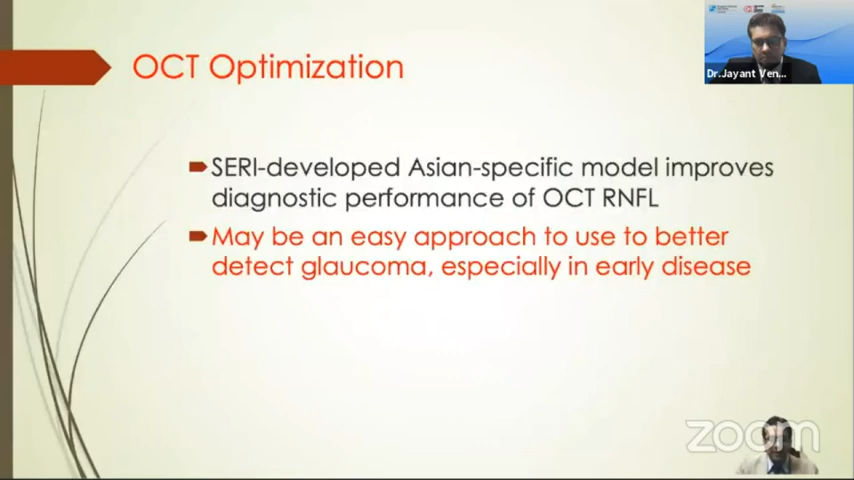 OCT Optimization
Dr.Jayant Ven...
SERI-developed Asian-specific model improves
diagnostic performance of OCT RNFL
May be an easy approach to use to better
detect glaucoma, especially in early disease
zoom